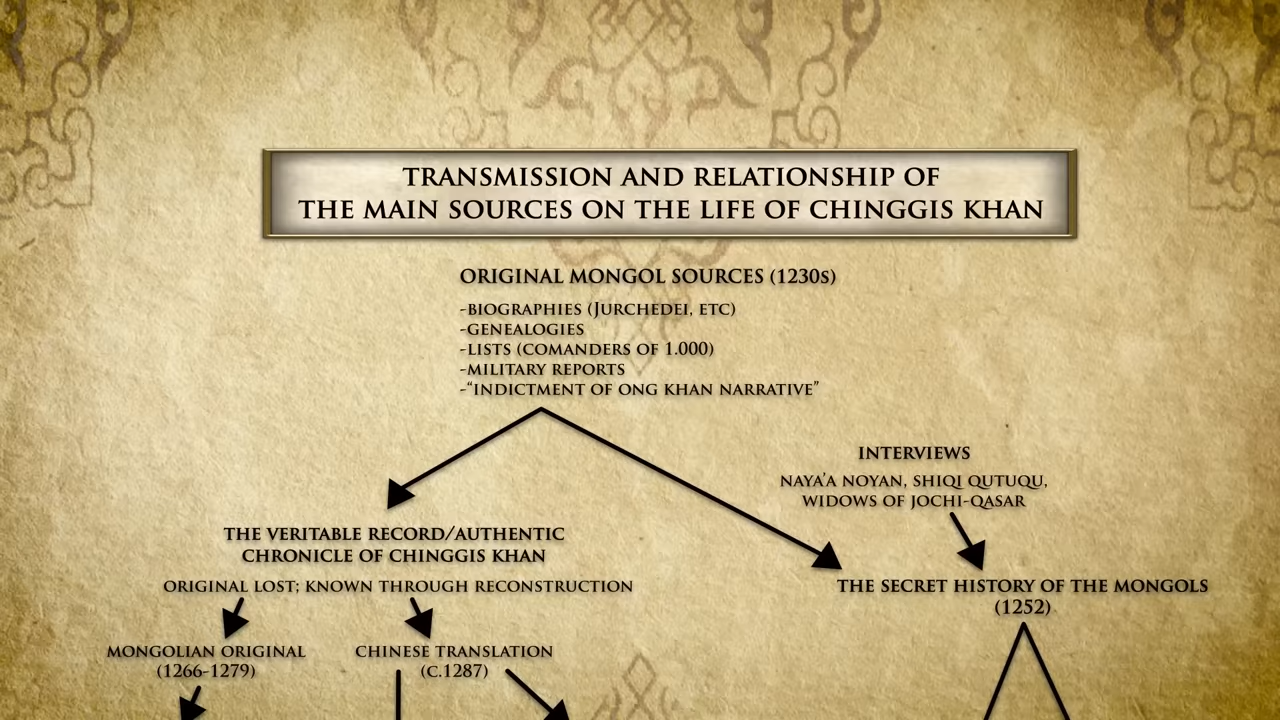 TRANSMISSION AND RELATIONSHIP OF
THE MAIN SOURCES ON THE LIFE OF CHINGGIS KHAN
ORIGINAL MONGOL SOURCES (1230s)
-BIOGRAPHIES (JURCHEDEI, ETC)
-GENEALOGIES
-LISTS (COMANDERS OF 1.000)
-MILITARY REPORTS
-“INDICTMENT OF ONG KHAN NARRATIVE”
INTERVIEWS
NAYA’A NOYAN, SHIQI QUTUQU,
WIDOWS OF JOCHI-QASAR
THE VERITABLE RECORD/AUTHENTIC
CHRONICLE OF CHINGGIS KHAN
ORIGINAL LOST; KNOWN THROUGH RECONSTRUCTION
THE SECRET HISTORY OF THE MONGOLS
(1252)
MONGOLIAN ORIGINAL
(1266-1279)
CHINESE TRANSLATION
(C.1287)